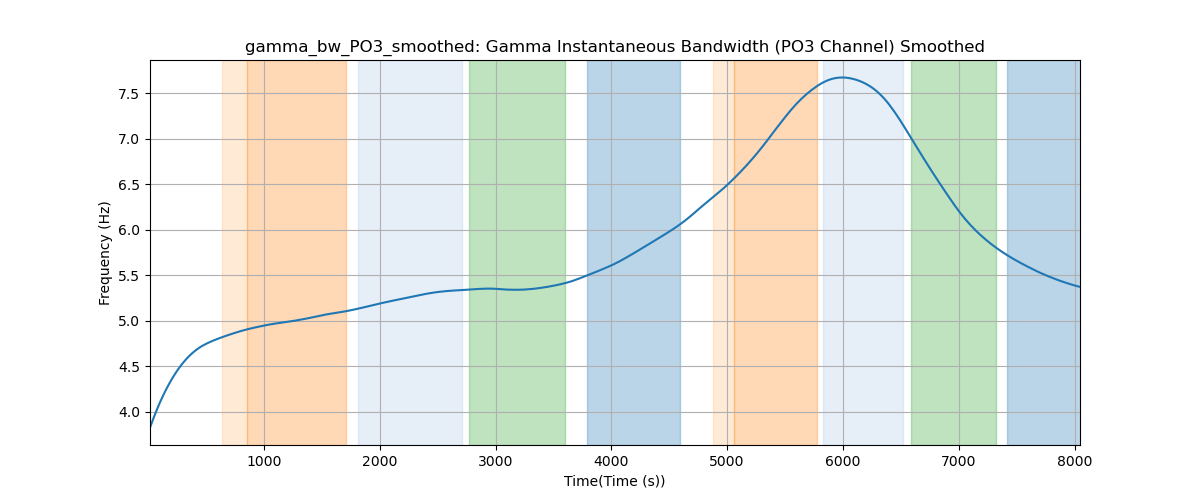 gamma_bw_PO3_smoothed: Gamma Instantaneous Bandwidth (PO3 Channel) Smoothed
Frequency (Hz)
7.5
7.0
6.5
6.0
5.5
5.0
4.5
4.0
1000 2000 3000 4000 5000 6000 7000 8000
Time(Time (s))